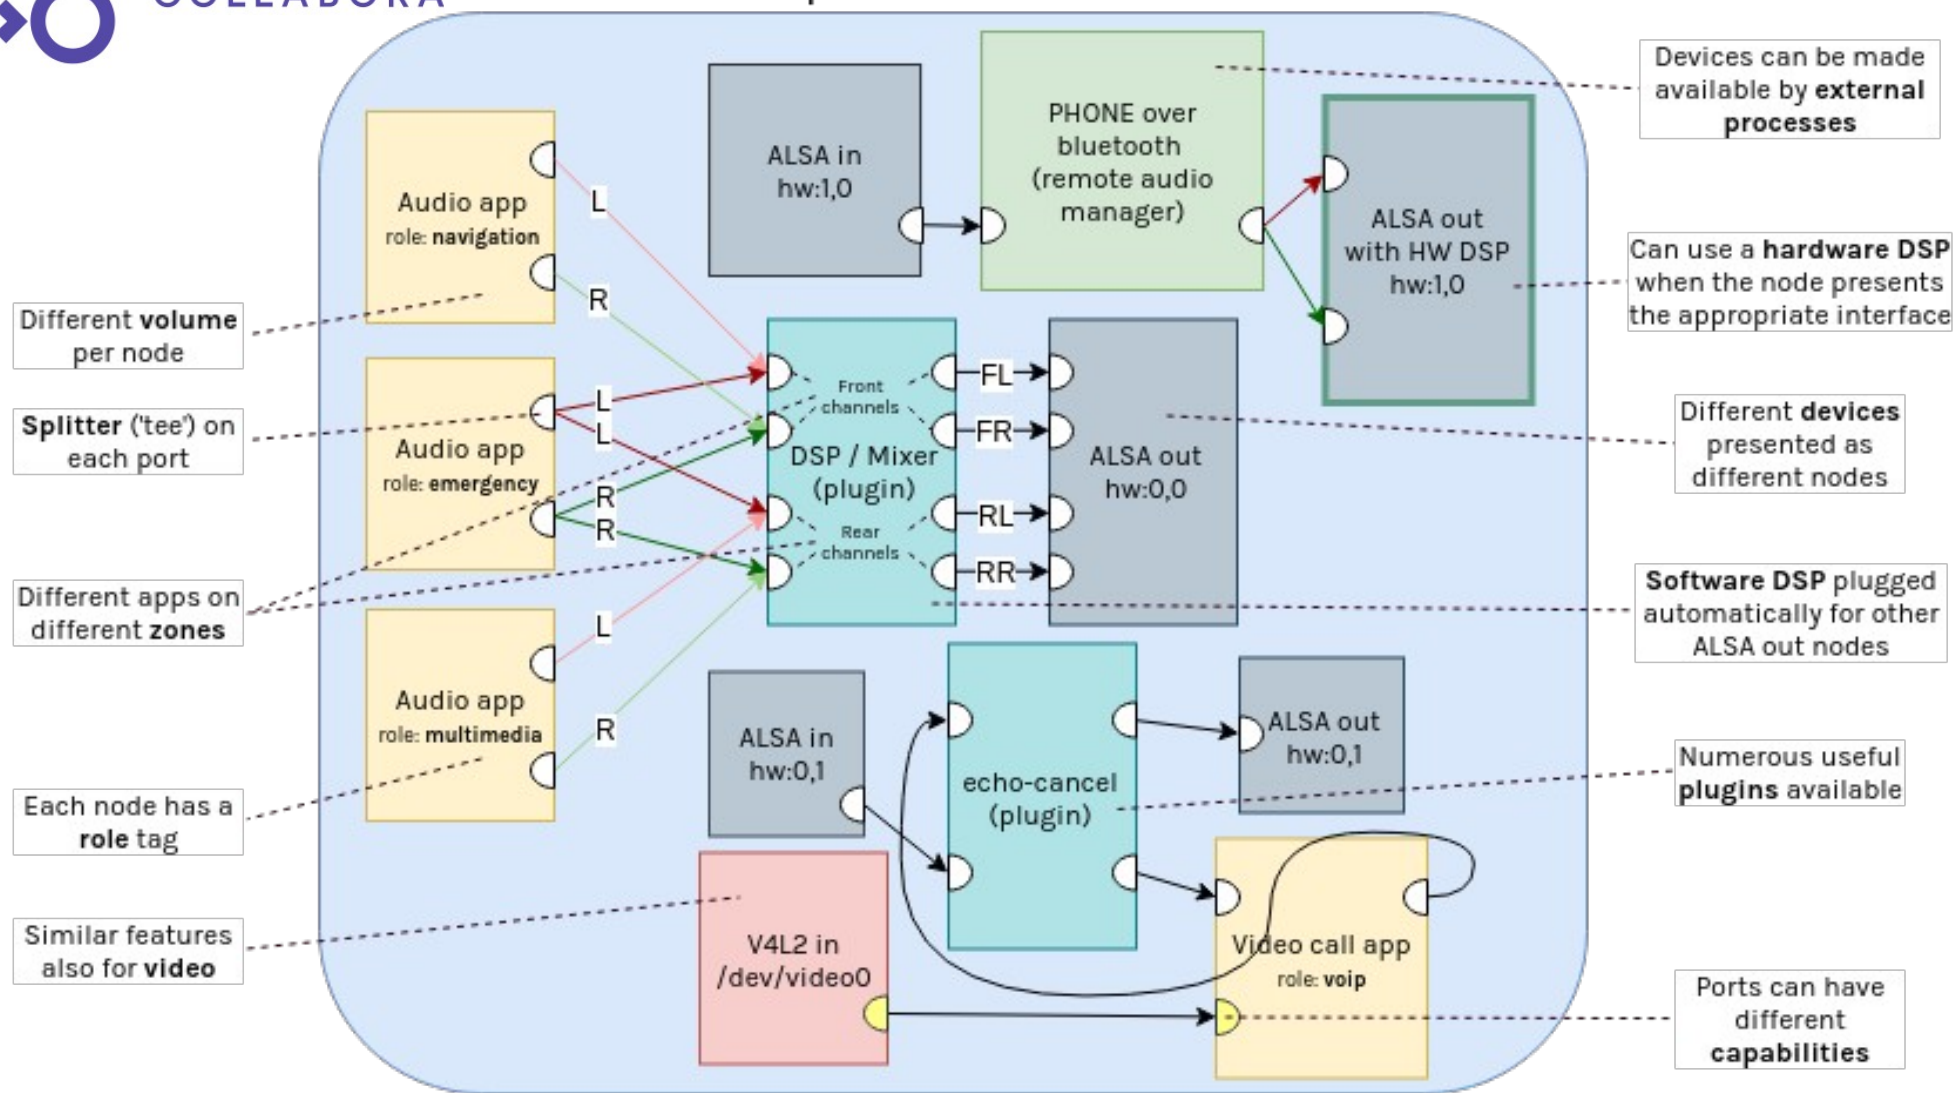 COLLABORA
Audio app
role: navigation
Audio app
role: emergency
Audio app
role: multimedia
L
R
L
L
R
R
L
R
ALSA in
hw:1,0
PHONE over
bluetooth
(remote audio
manager)
ALSA out
with HW DSP
hw:1,0
Front
channels
DSP / Mixer
(plugin)
Rear
channels
FL
FR
RL
RR
ALSA out
hw:0,0
ALSA in
hw:0,1
echo-cancel
(plugin)
ALSA out
hw:0,1
V4L2 in
/dev/video0
Video call app
role: voip
Different volume
per node
Splitter ('tee') on
each port
Different apps on
different zones
Each node has a
role tag
Similar features
also for video
Devices can be made
available by external
processes
Can use a hardware DSP
when the node presents
the appropriate interface
Different devices
presented as
different nodes
Software DSP plugged
automatically for other
ALSA out nodes
Numerous useful
plugins available
Ports can have
different
capabilities